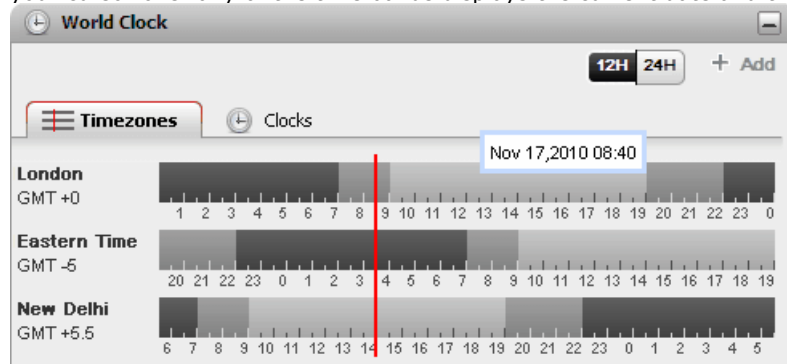 World Clock
12H 24H + Add
Timezones Clocks
Nov 17,2010 08:40
London
GMT +0
1 2 3 4 5 6 7 8 9 10 11 12 13 14 15 16 17 18 19 20 21 22 23 0
Eastern Time
GMT -5
20 21 22 23 0 1 2 3 4 5 6 7 8 9 10 11 12 13 14 15 16 17 18 19
New Delhi
GMT +5.5
6 7 8 9 10 11 12 13 14 15 16 17 18 19 20 21 22 23 0 1 2 3 4 5